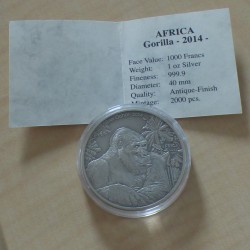 AFRICA
Gorilla - 2014 -
Face Value: 1000 Francs
Weight: 1 oz Silver
Fineness: 999.9
Diameter: 40 mm
Quality: Antique-Finish
Mintage: 2000 pcs.